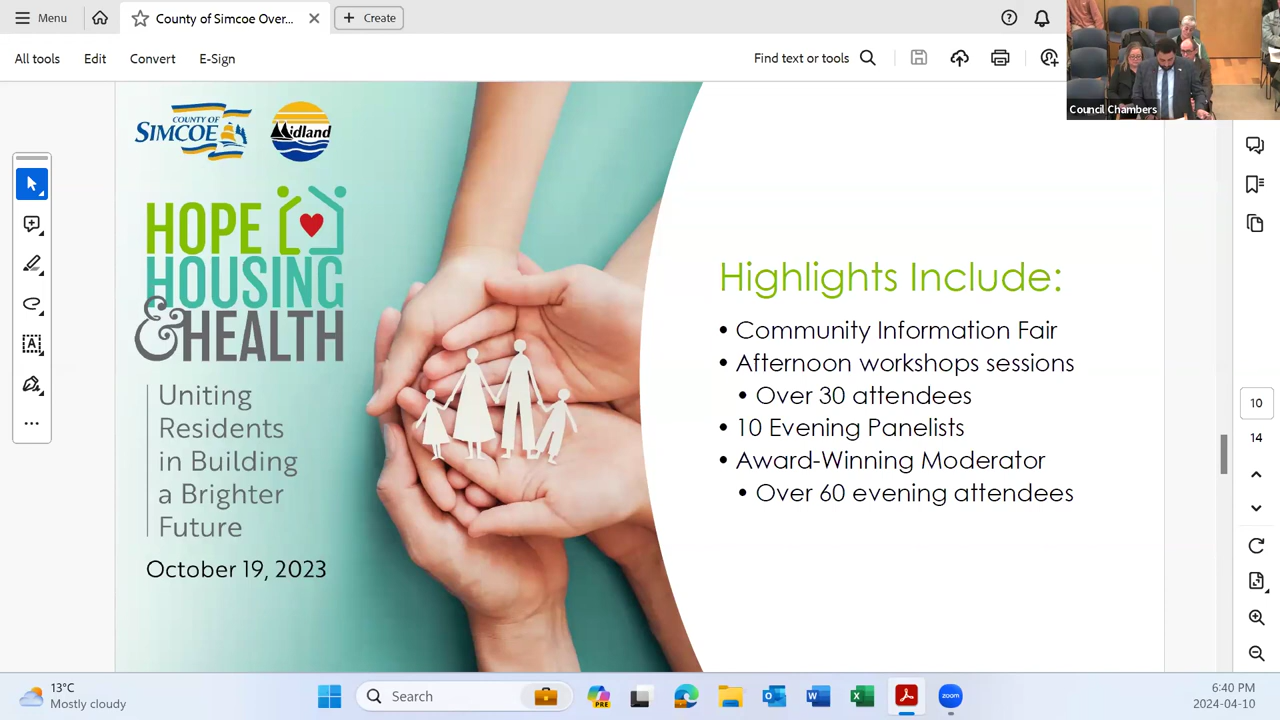 Menu
County of Simcoe Over...
Create
All tools
Edit
Convert
E-Sign
Find text or tools
Council Chambers
COUNTY OF
SIMCOE
Midland
HOPE
HOUSING
&HEALTH
Uniting
Residents
in Building
a Brighter
Future
October 19, 2023
Highlights Include:
• Community Information Fair
• Afternoon workshops sessions
• Over 30 attendees
• 10 Evening Panelists
• Award-Winning Moderator
• Over 60 evening attendees
10
14
13°C
Mostly cloudy
Search
PRE
zoom
6:40 PM
2024-04-10